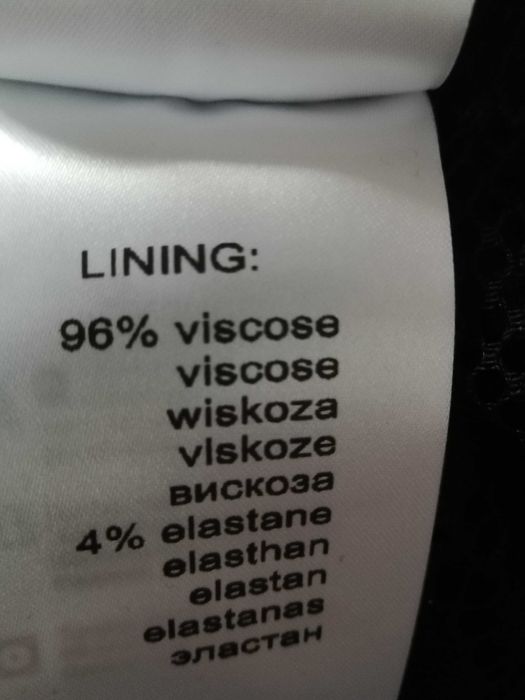 LINING:
96% viscose
viscose
wiskoza
vIskoze
вискоза
4% elastane
elasthan
elastan
elastanas
эластан